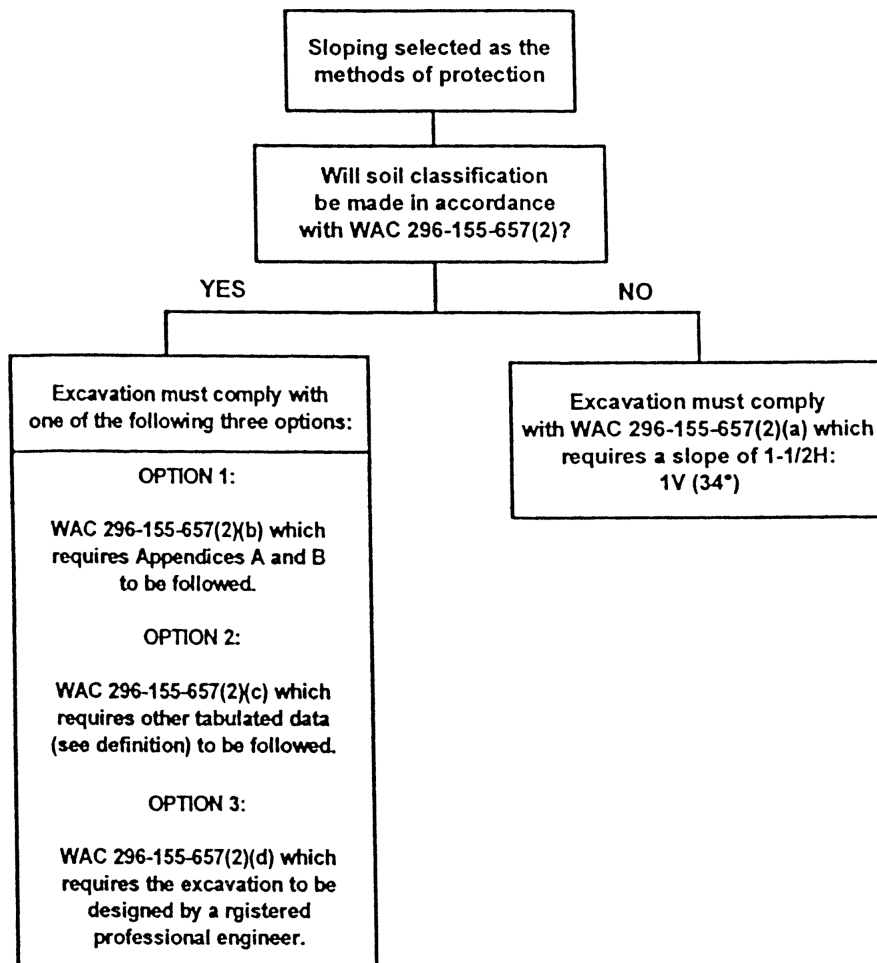 Sloping selected as the
methods of protection
Will soil classification
be made in accordance
with WAC 296-155-657(2)?
YES
NO
Excavation must comply with
one of the following three options:
OPTION 1:
WAC 296-155-657(2)(b) which
requires Appendices A and B
to be followed.
OPTION 2:
WAC 296-155-657(2)(c) which
requires other tabulated data
(see definition) to be followed.
OPTION 3:
WAC 296-155-657(2)(d) which
requires the excavation to be
designed by a rgistered
professional engineer.
Excavation must comply
with WAC 296-155-657(2)(a) which
requires a slope of 1-1/2H:
1V (34°)